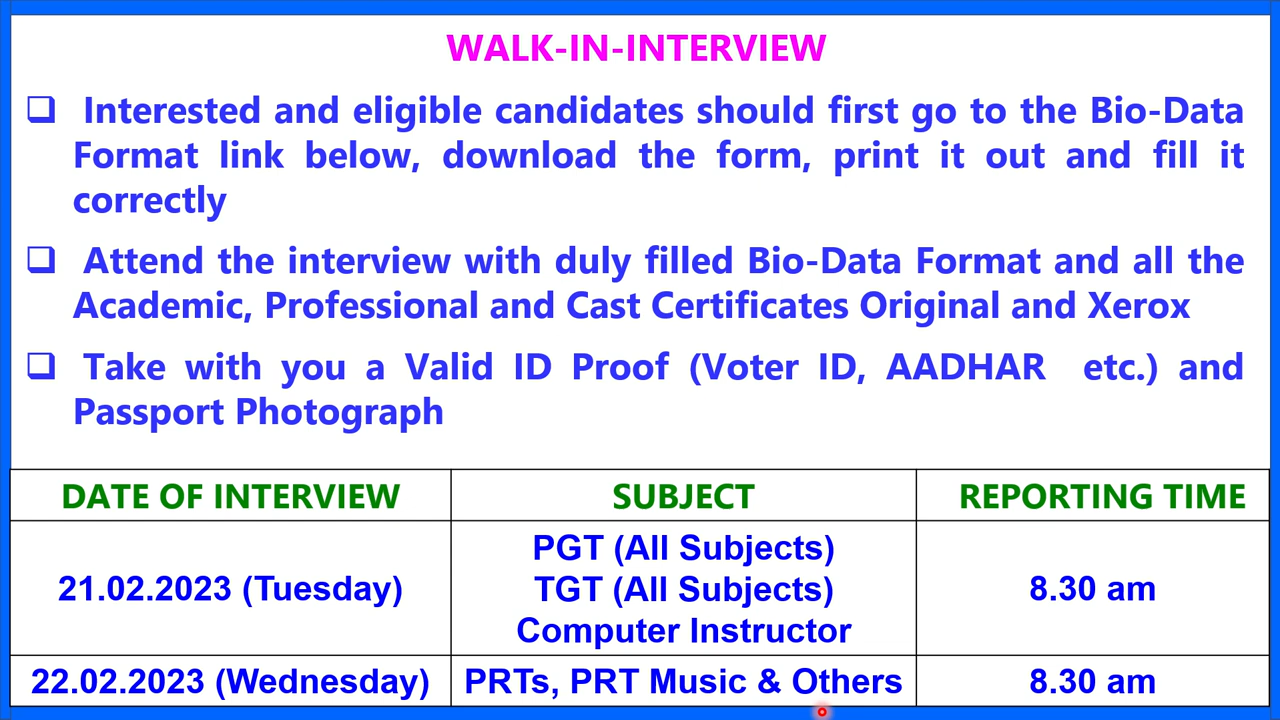 WALK-IN-INTERVIEW
❑ Interested and eligible candidates should first go to the Bio-Data
Format link below, download the form, print it out and fill it
correctly
❑ Attend the interview with duly filled Bio-Data Format and all the
Academic, Professional and Cast Certificates Original and Xerox
❑ Take with you a Valid ID Proof (Voter ID, AADHAR etc.) and
Passport Photograph
DATE OF INTERVIEW SUBJECT REPORTING TIME
PGT (All Subjects)
21.02.2023 (Tuesday) TGT (All Subjects) 8.30 am
Computer Instructor
22.02.2023 (Wednesday) PRTs, PRT Music & Others 8.30 am